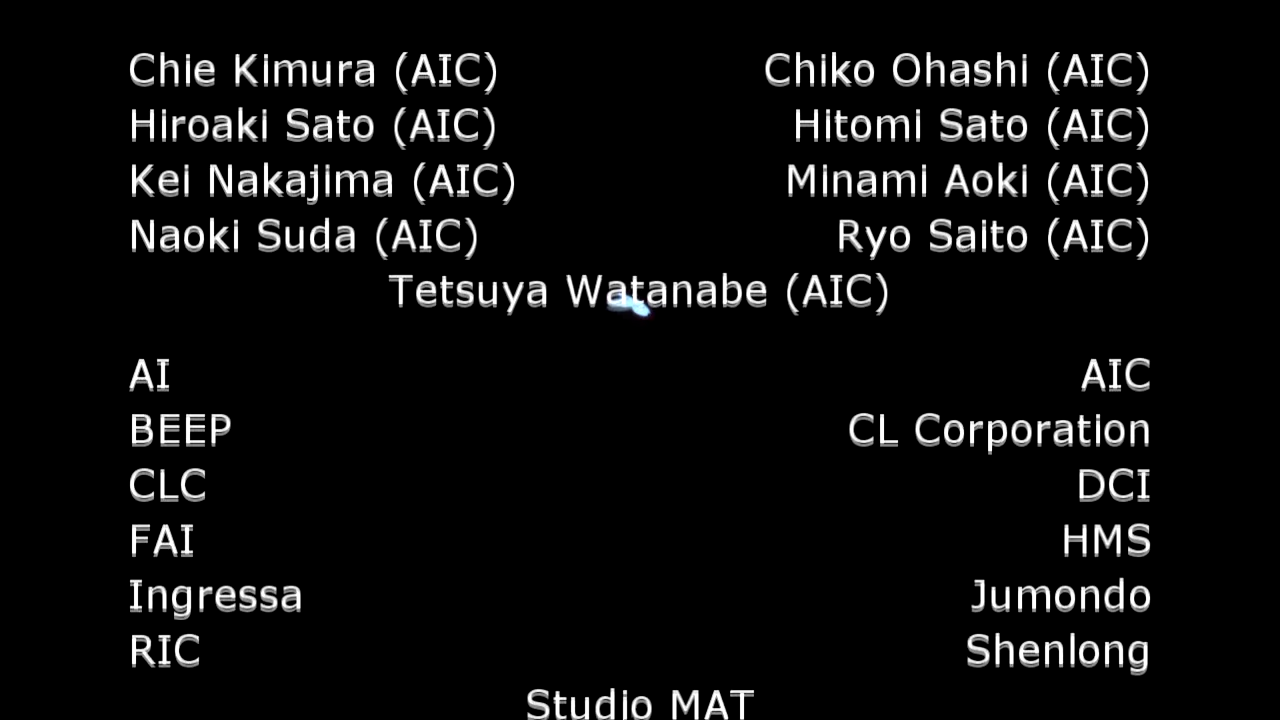 Chie Kimura (AIC) Chiko Ohashi (AIC)
Hiroaki Sato (AIC) Hitomi Sato (AIC)
Kei Nakajima (AIC) Minami Aoki (AIC)
Naoki Suda (AIC) Ryo Saito (AIC)
Tetsuya Watanabe (AIC)
AI AIC
BEEP CL Corporation
CLC DCI
FAI HMS
Ingressa Jumondo
RIC Shenlong
Studio MAT